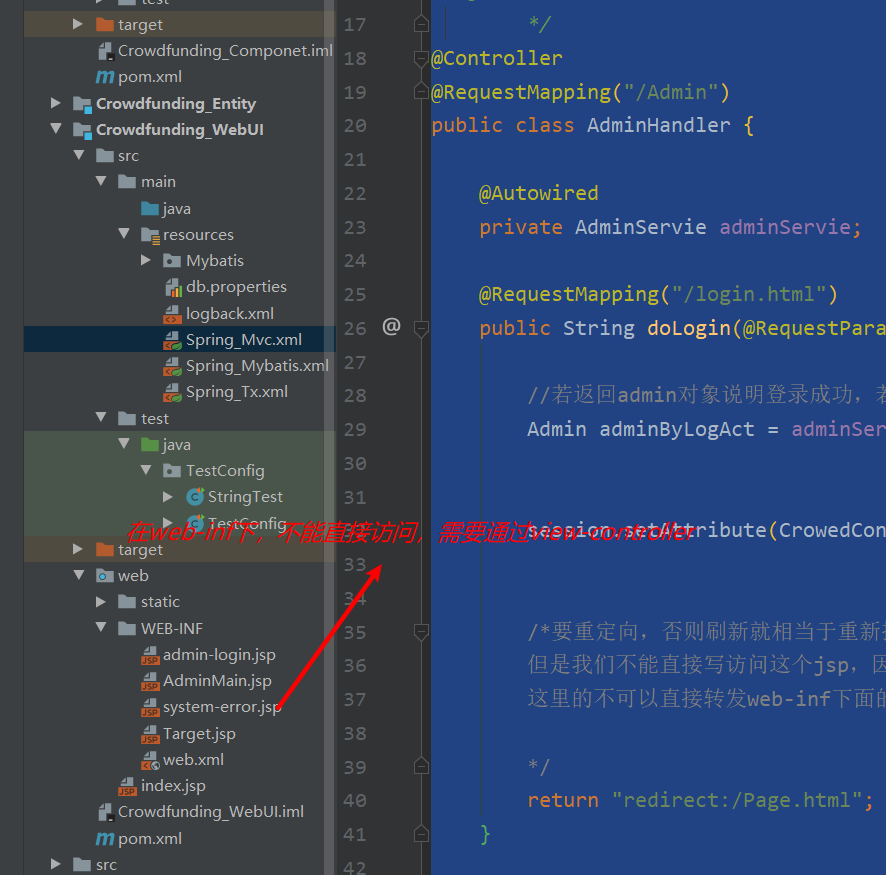 test
target
Crowdfunding_Componet.iml
pom.xml
Crowdfunding_Entity
Crowdfunding_WebUI
src
main
java
resources
Mybatis
db.properties
logback.xml
Spring_Mvc.xml
Spring_Mybatis.xml
Spring_Tx.xml
test
java
TestConfig
StringTest
TestConfig
target
web
static
WEB-INF
admin-login.jsp
AdminMain.jsp
system-error.jsp
Target.jsp
web.xml
index.jsp
Crowdfunding_WebUI.iml
pom.xml
src
在web-inf下，不能直接访问，需要通过view-controller
17 */
18 @Controller
19 @RequestMapping("/Admin")
20 public class AdminHandler {
21
22 @Autowired
23 private AdminServie adminServie;
24
25 @RequestMapping("/login.html")
26 @ public String doLogin(@RequestPara
27
28 //若返回admin对象说明登录成功，若
29 Admin adminByLogAct = adminSer
30
31
session.setAttribute(CrowedCon
33
34
35 /*要重定向，否则刷新就相当于重新
36 但是我们不能直接写访问这个jsp，因
37 这里的不可以直接转发web-inf下面的
38
39 */
40 return "redirect:/Page.html";
41 }
42